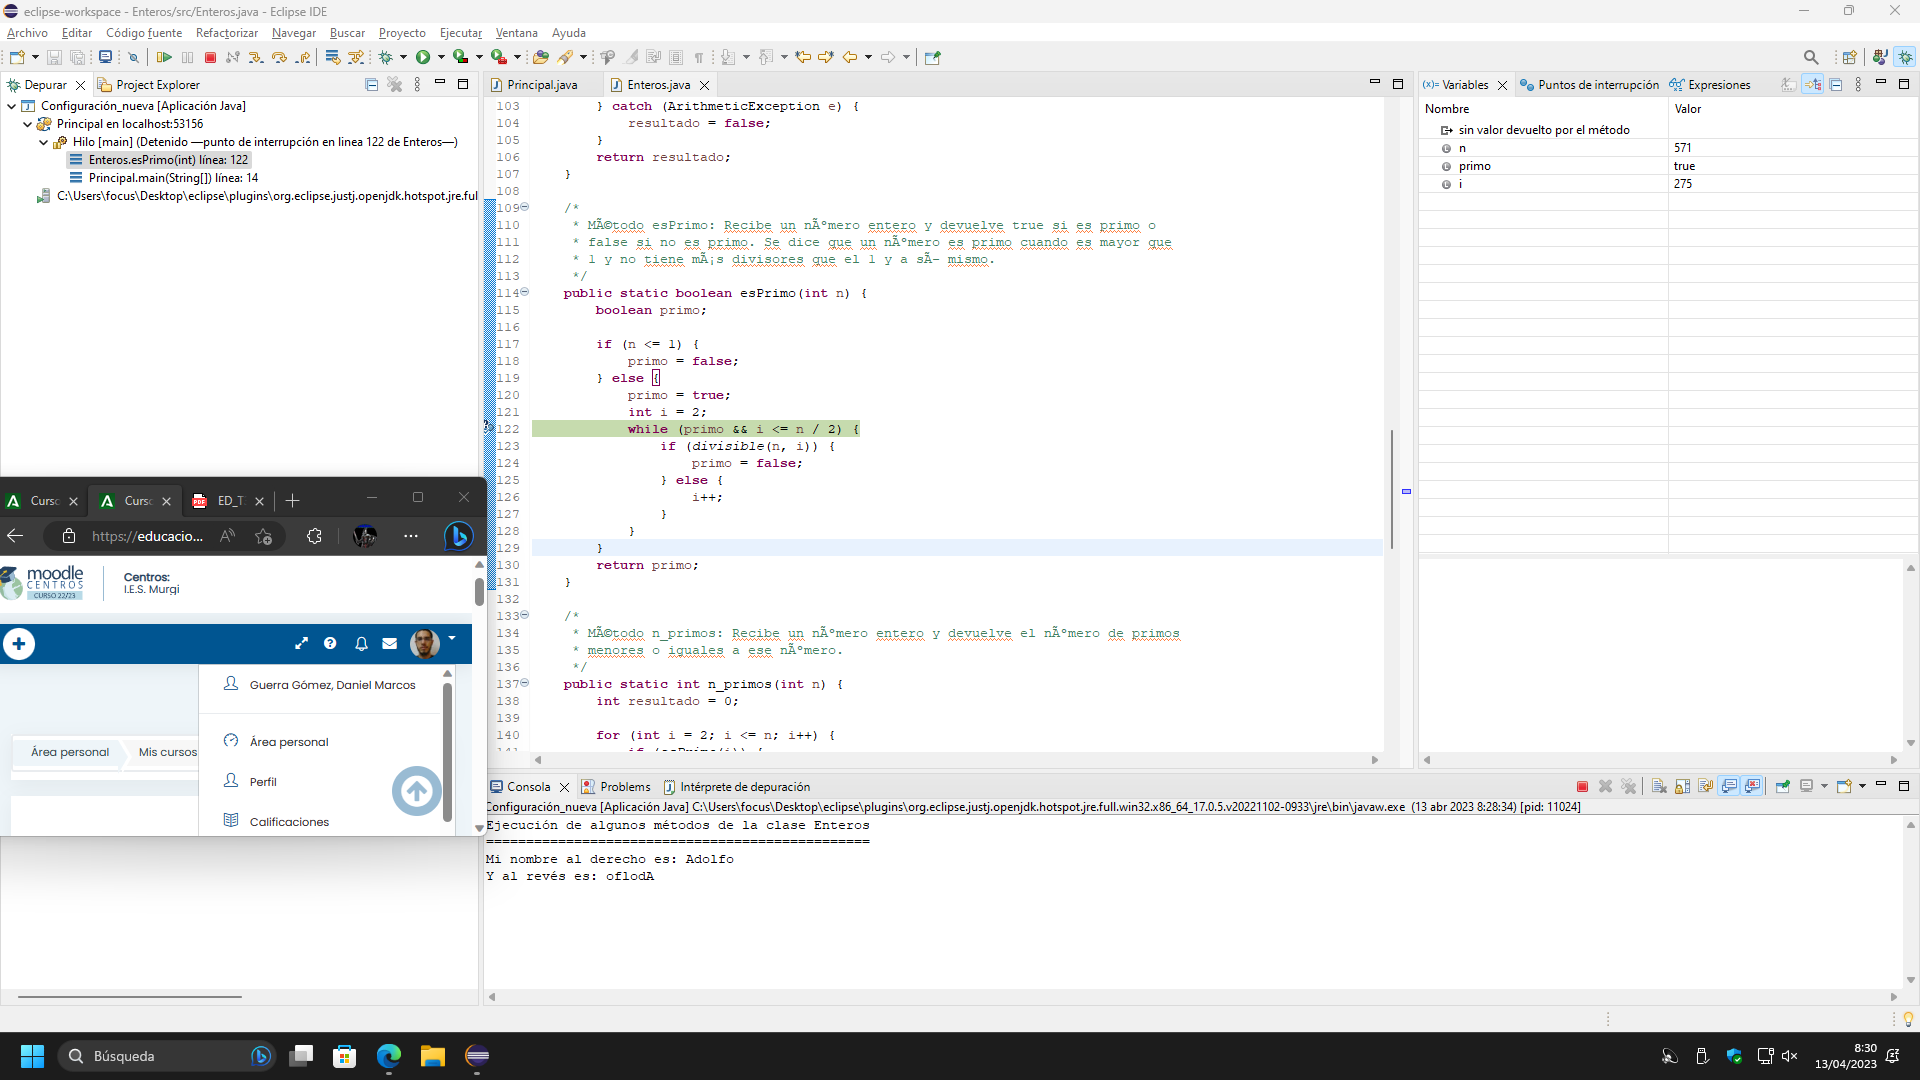 eclipse-workspace - Enteros/src/Enteros.java - Eclipse IDE
Archivo Editar Código fuente Refactorizar Navegar Buscar Proyecto Ejecutar Ventana Ayuda
Depurar Project Explorer
Configuración_nueva [Aplicación Java]
Principal en localhost:53156
Hilo [main] (Detenido —punto de interrupción en linea 122 de Enteros—)
Enteros.esPrimo(int) línea: 122
Principal.main(String[]) línea: 14
C:\Users\focus\Desktop\eclipse\plugins\org.eclipse.justj.openjdk.hotspot.jre.ful
Principal.java Enteros.java
103 } catch (ArithmeticException e) {
104 resultado = false;
105 }
106 return resultado;
107 }
108
109 /*
110 * MÃ©todo esPrimo: Recibe un nÃºmero entero y devuelve true si es primo o
111 * false si no es primo. Se dice que un nÃºmero es primo cuando es mayor que
112 * 1 y no tiene mÃ¡s divisores que el 1 y a sÃ- mismo.
113 */
114 public static boolean esPrimo(int n) {
115 boolean primo;
116
117 if (n <= 1) {
118 primo = false;
119 } else {
120 primo = true;
121 int i = 2;
122 while (primo && i <= n / 2) {
123 if (divisible(n, i)) {
124 primo = false;
125 } else {
126 i++;
127 }
128 }
129 }
130 return primo;
131 }
132
133 /*
134 * MÃ©todo n_primos: Recibe un nÃºmero entero y devuelve el nÃºmero de primos
135 * menores o iguales a ese nÃºmero.
136 */
137 public static int n_primos(int n) {
138 int resultado = 0;
139
140 for (int i = 2; i <= n; i++) {
141 if (esPrimo(i)) {
(x)= Variables Puntos de interrupción Expresiones
Nombre Valor
sin valor devuelto por el método
n 571
primo true
i 275
Curso Curso ED_T
https://educacio...
moodle
CENTROS
CURSO 22/23
Centros:
I.E.S. Murgi
Guerra Gómez, Daniel Marcos
Área personal
Área personal Mis cursos
Perfil
Calificaciones
Consola Problems Intérprete de depuración
Configuración_nueva [Aplicación Java] C:\Users\focus\Desktop\eclipse\plugins\org.eclipse.justj.openjdk.hotspot.jre.full.win32.x86_64_17.0.5.v20221102-0933\jre\bin\javaw.exe (13 abr 2023 8:28:34) [pid: 11024]
Ejecución de algunos métodos de la clase Enteros
================================================
Mi nombre al derecho es: Adolfo
Y al revés es: oflodA
Búsqueda
8:30
13/04/2023